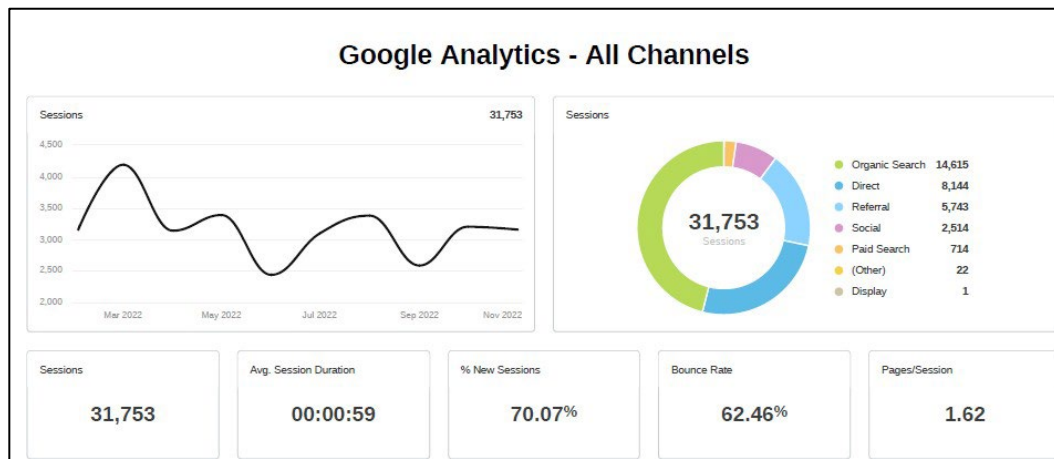 Google Analytics - All Channels
Sessions 31,753
4,500
4,000
3,500
3,000
2,500
2,000
Mar 2022 May 2022 Jul 2022 Sep 2022 Nov 2022
Sessions
31,753
Sessions
Organic Search 14,615
Direct 8,144
Referral 5,743
Social 2,514
Paid Search 714
(Other) 22
Display 1
Sessions
31,753
Avg. Session Duration
00:00:59
% New Sessions
70.07%
Bounce Rate
62.46%
Pages/Session
1.62